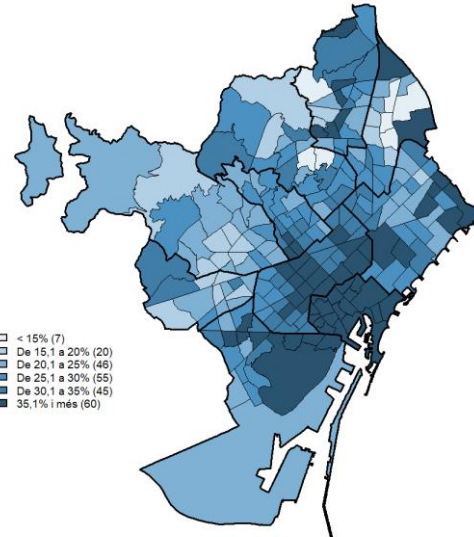 < 15% (7)
De 15,1 a 20% (20)
De 20,1 a 25% (46)
De 25,1 a 30% (55)
De 30,1 a 35% (45)
35,1% i més (60)